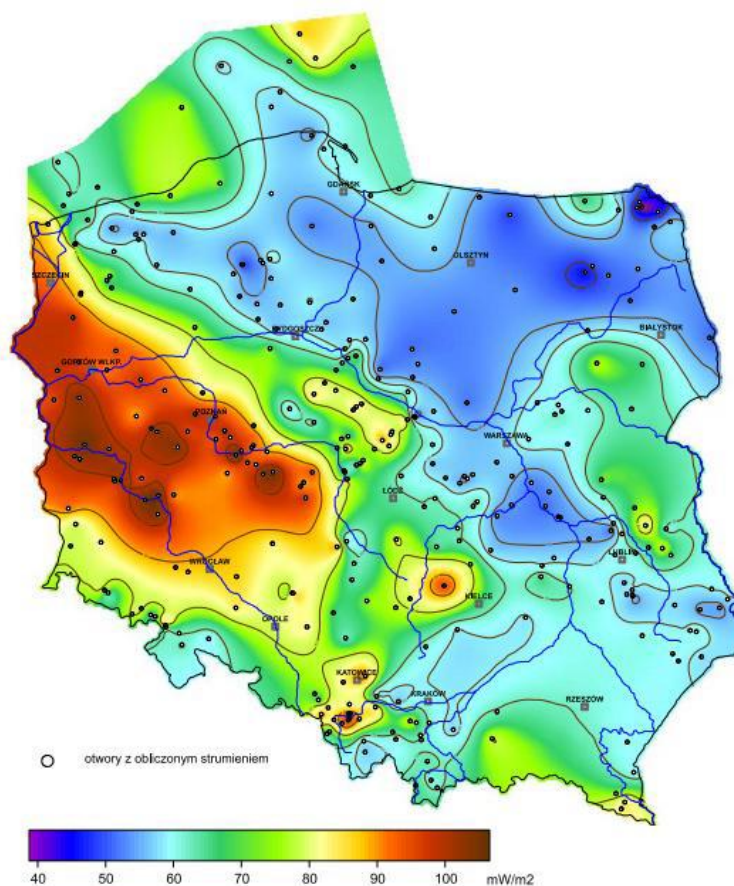 GDAŃSK
OLSZTYN
SZCZECIN
BIAŁYSTOK
BYDGOSZCZ
GORZÓW WLKP.
POZNAŃ
WARSZAWA
ŁÓDŹ
LUBLIN
WROCŁAW
KIELCE
OPOLE
KATOWICE
KRAKÓW
RZESZÓW
otwory z obliczonym strumieniem
40 50 60 70 80 90 100 mW/m2